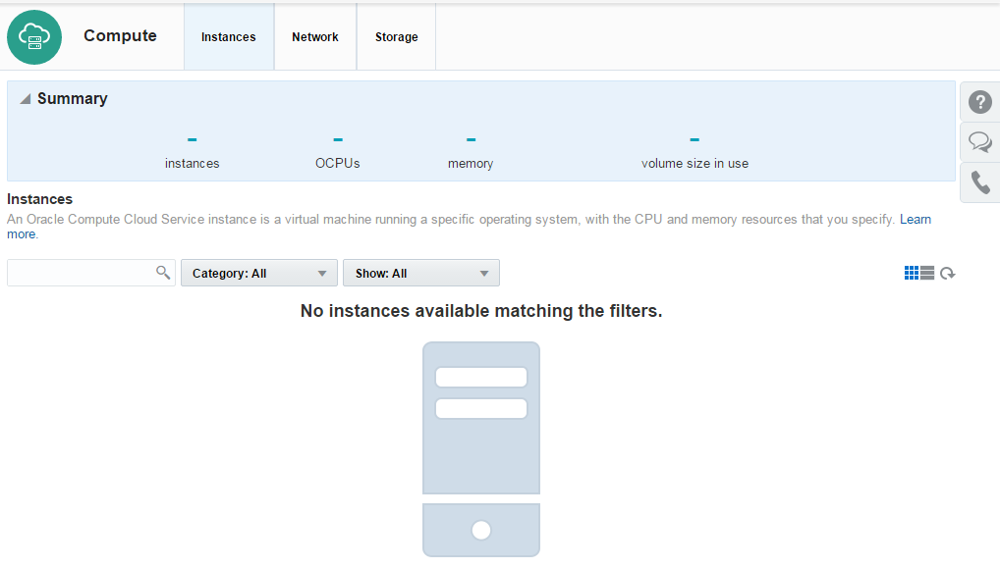 Compute
Instances
Network
Storage
Summary
-
instances
-
OCPUs
-
memory
-
volume size in use
?
Instances
An Oracle Compute Cloud Service instance is a virtual machine running a specific operating system, with the CPU and memory resources that you specify. Learn
more.
Category: All
Show: All
No instances available matching the filters.